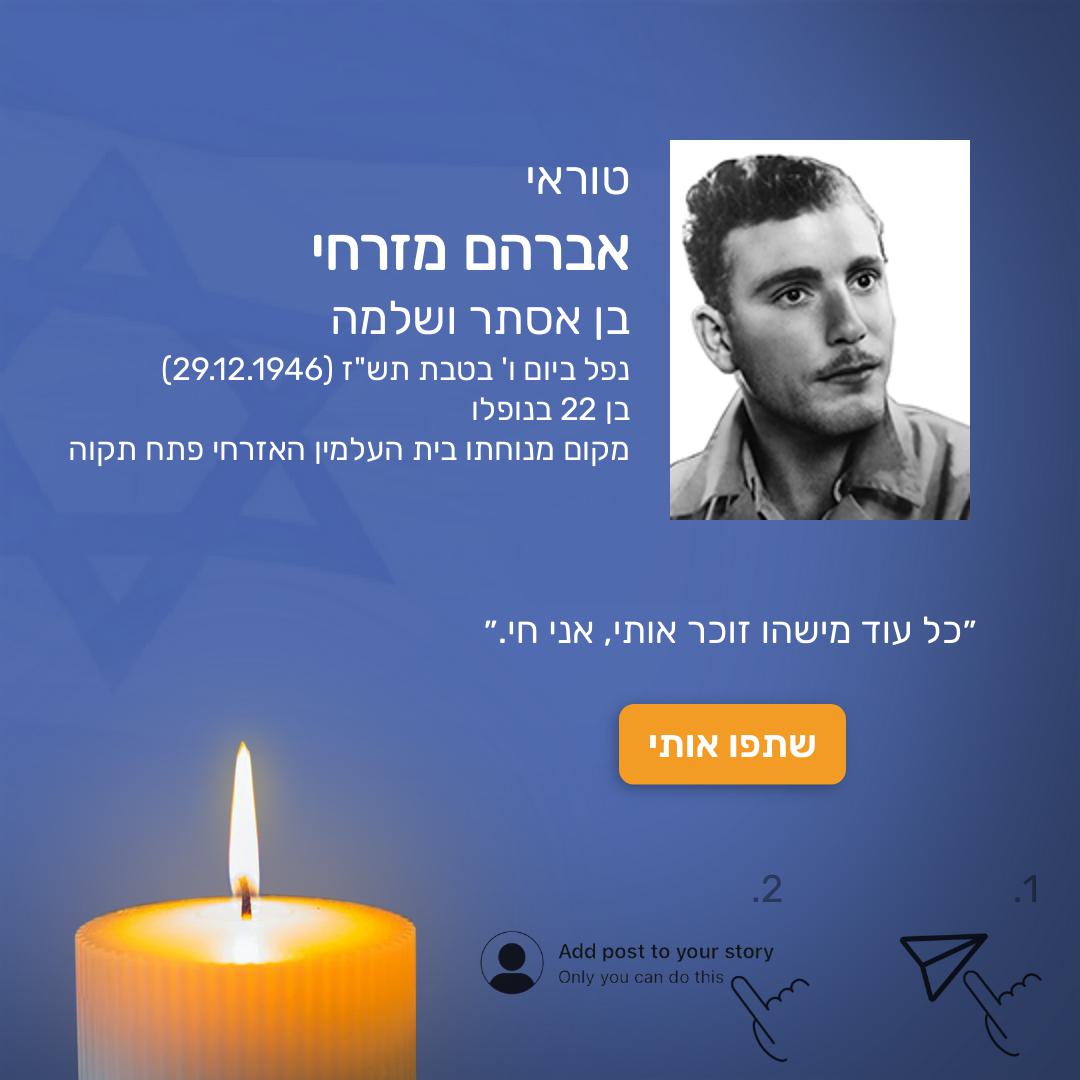 טוראי
אברהם מזרחי
בן אסתר ושלמה
נפל ביום ו' בטבת תש"ז (29.12.1946)
בן 22 בנופלו
מקום מנוחתו בית העלמין האזרחי פתח תקוה
״כל עוד מישהו זוכר אותי, אני חי.״
שתפו אותי
.1
.2
Add post to your story
Only you can do this